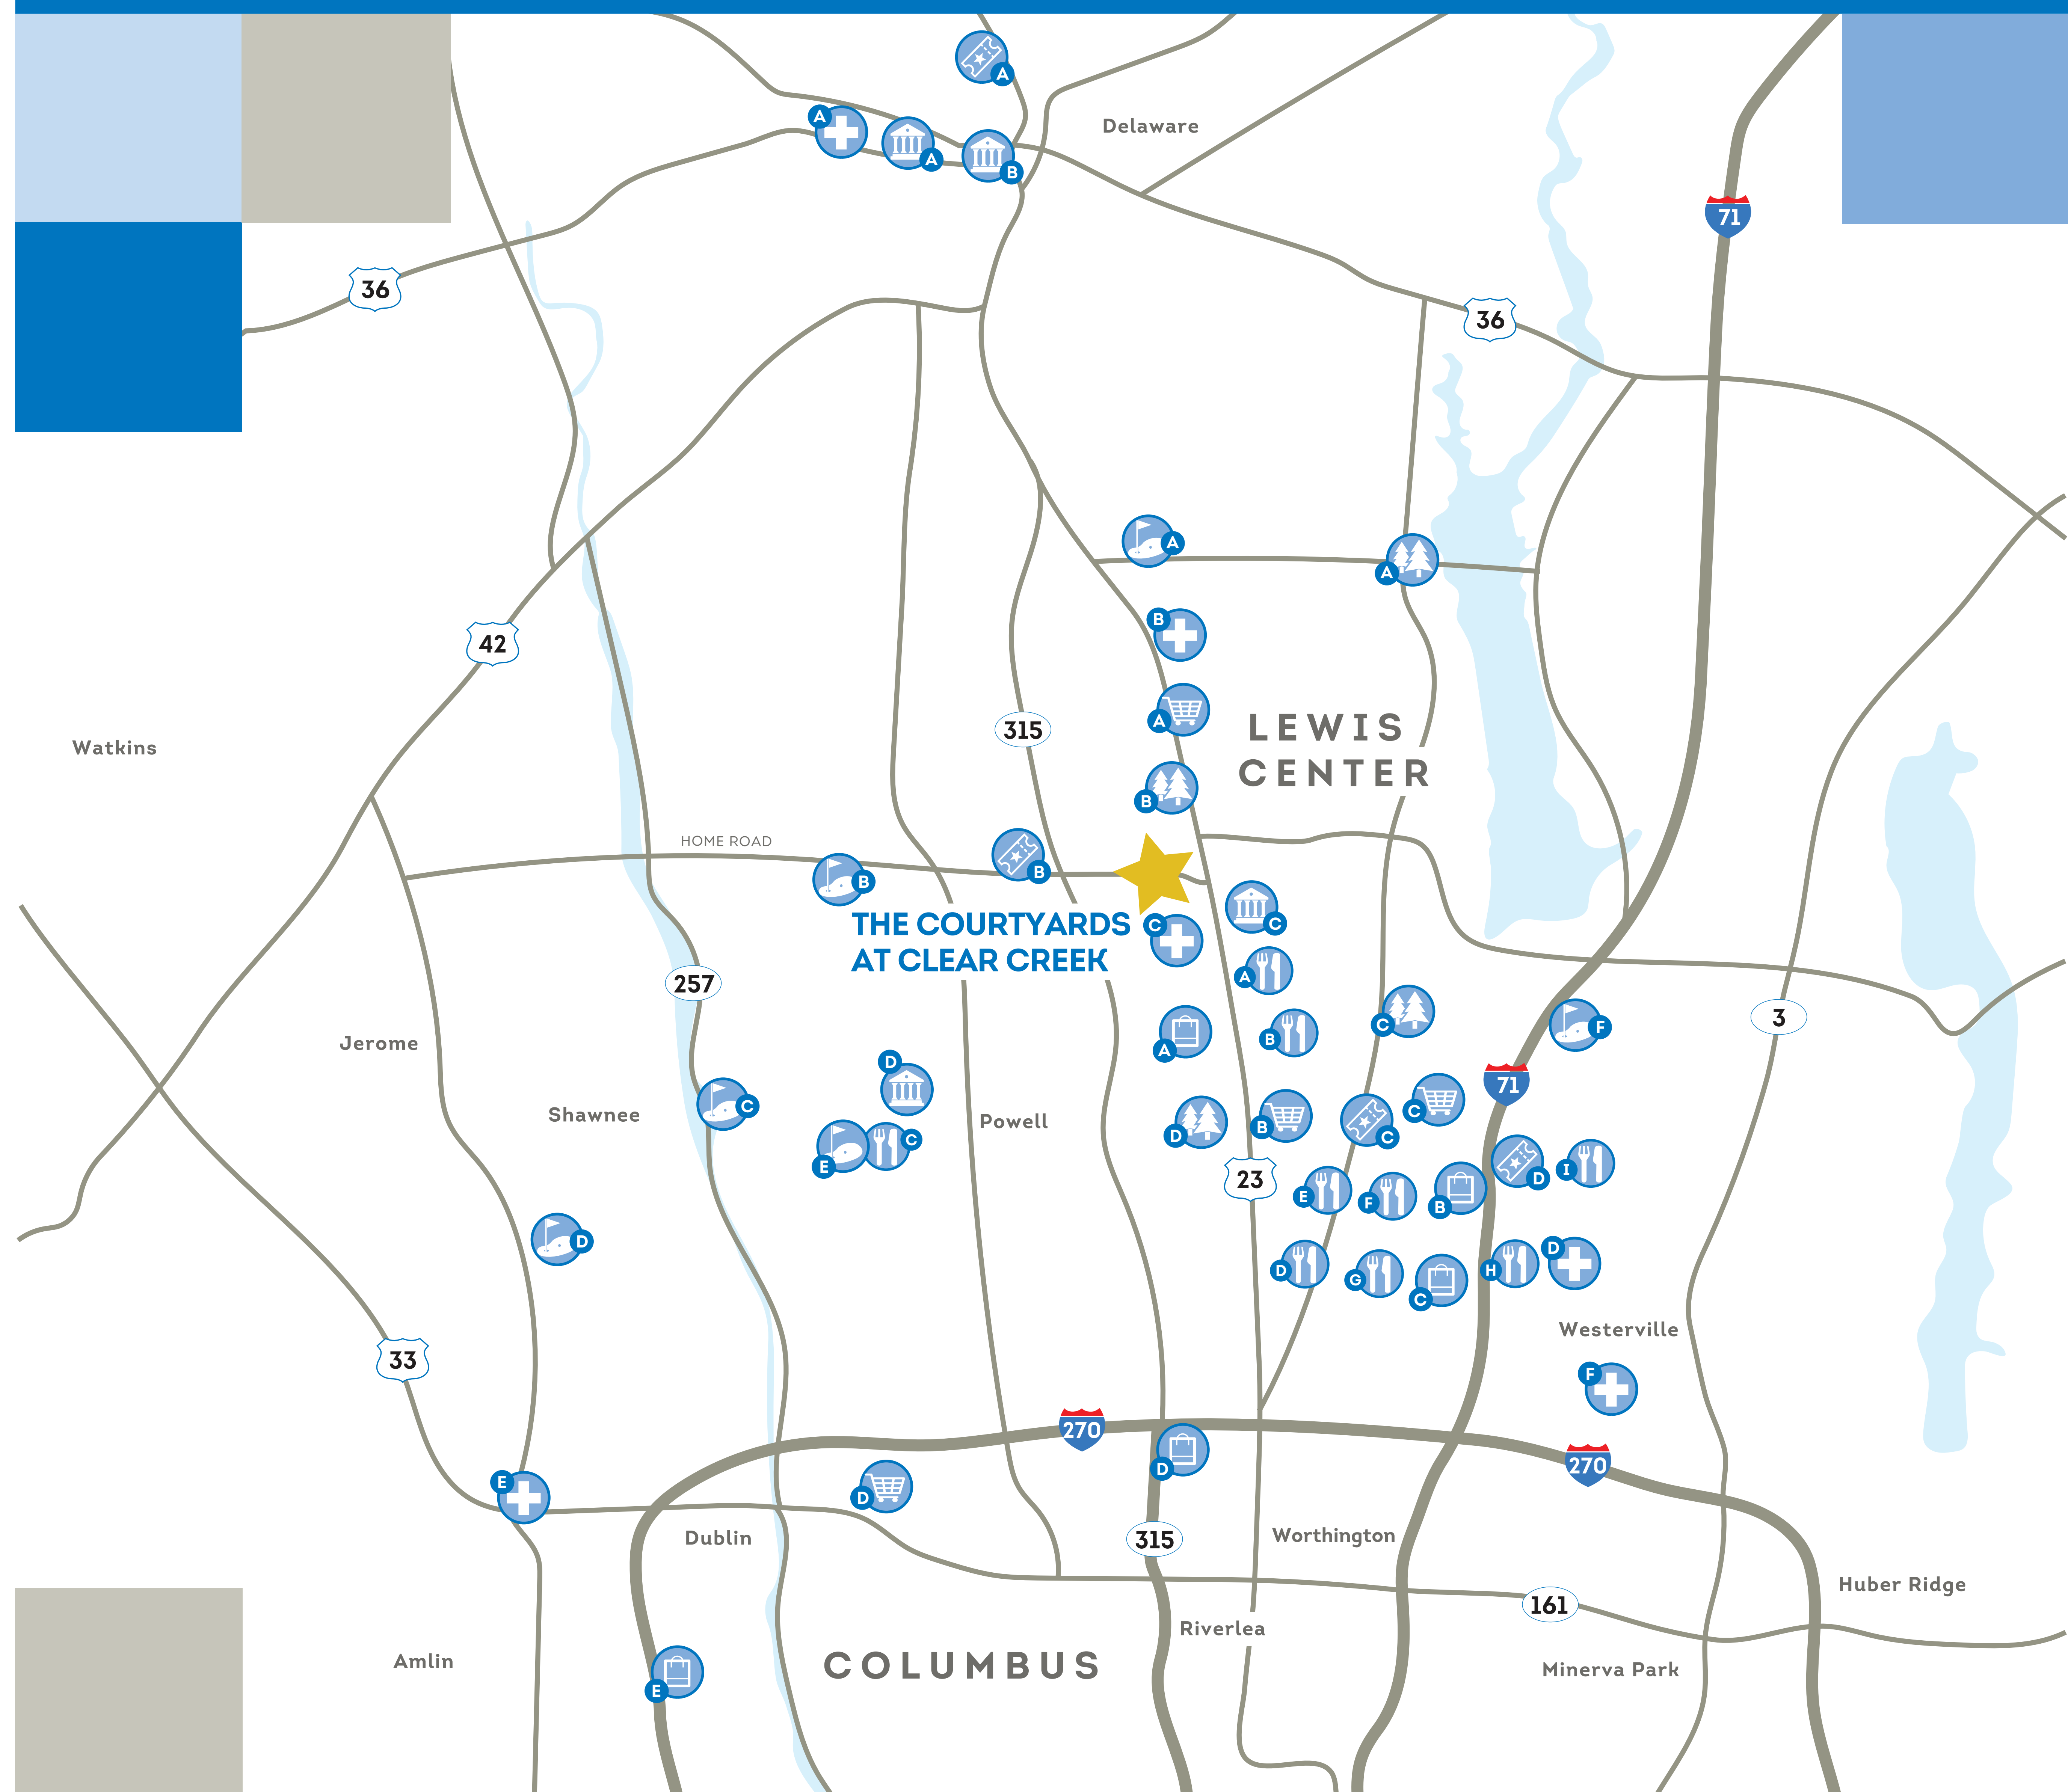 A
Delaware
A
A
B
71
36
36
A
A
B
42
A
LEWIS
CENTER
315
Watkins
B
HOME ROAD
B
B
C
THE COURTYARDS
AT CLEAR CREEK
C
A
257
C
3
F
B
Jerome
A
D
71
C
C
Shawnee
Powell
B
C
D
C
E
I
D
23
E
F
B
D
D
H
D
G
C
Westerville
33
F
270
270
D
E
D
Dublin
315
Worthington
Huber Ridge
161
Riverlea
Amlin
COLUMBUS
Minerva Park
E